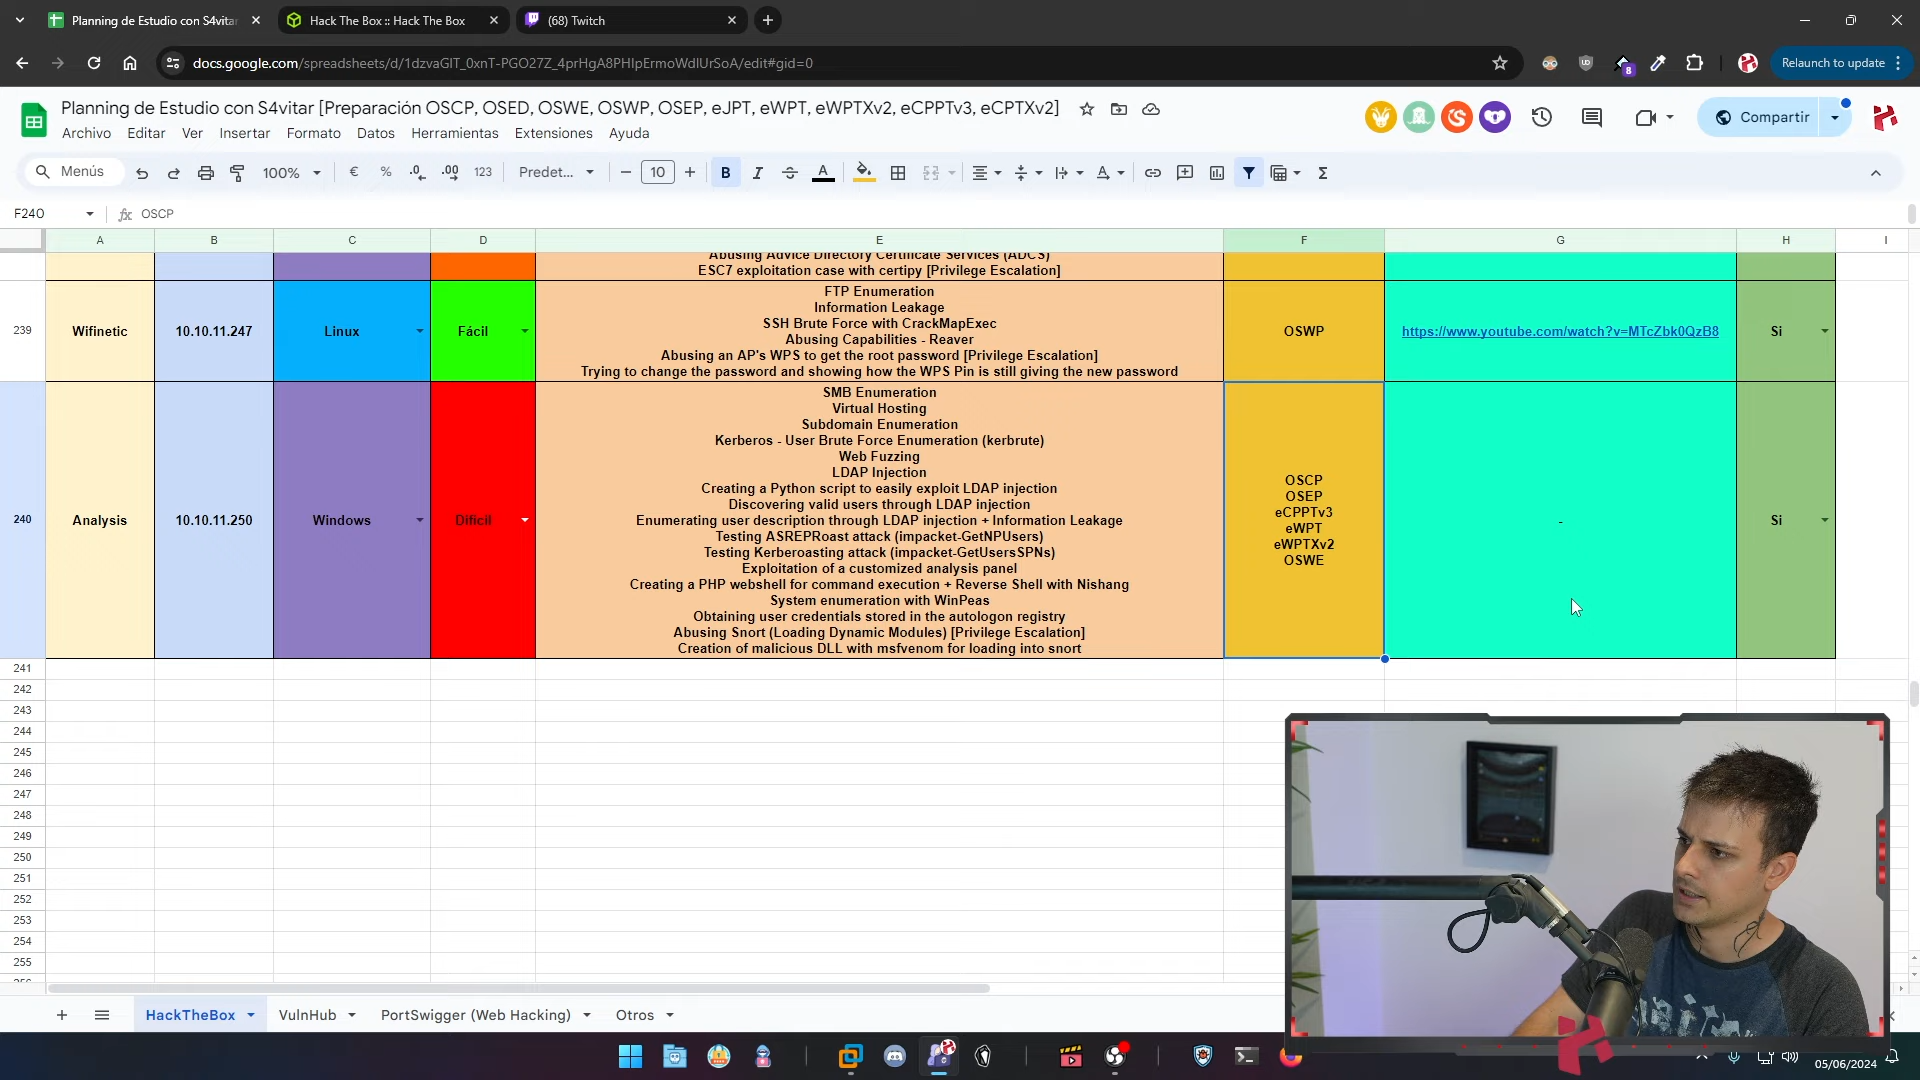 Planning de Estudio con S4vitar
Hack The Box :: Hack The Box
(68) Twitch
docs.google.com/spreadsheets/d/1dzvaGlT_0xnT-PGO27Z_4prHgA8PHlpErmoWdlUrSoA/edit#gid=0
8
Relaunch to update
Planning de Estudio con S4vitar [Preparación OSCP, OSED, OSWE, OSWP, OSEP, eJPT, eWPT, eWPTXv2, eCPPTv3, eCPTXv2]
Archivo Editar Ver Insertar Formato Datos Herramientas Extensiones Ayuda
Compartir
Menús
100%
€ % .0 .00 123
Predet...
10
B I A
F240
fx OSCP
A B C D E F G H I
Abusing Advice Directory Certificate Services (ADCS)
ESC7 exploitation case with certipy [Privilege Escalation]
239
Wifinetic
10.10.11.247
Linux
Fácil
FTP Enumeration
Information Leakage
SSH Brute Force with CrackMapExec
Abusing Capabilities - Reaver
Abusing an AP's WPS to get the root password [Privilege Escalation]
Trying to change the password and showing how the WPS Pin is still giving the new password
OSWP
https://www.youtube.com/watch?v=MTcZbk0QzB8
Si
240
Analysis
10.10.11.250
Windows
Difícil
SMB Enumeration
Virtual Hosting
Subdomain Enumeration
Kerberos - User Brute Force Enumeration (kerbrute)
Web Fuzzing
LDAP Injection
Creating a Python script to easily exploit LDAP injection
Discovering valid users through LDAP injection
Enumerating user description through LDAP injection + Information Leakage
Testing ASREPRoast attack (impacket-GetNPUsers)
Testing Kerberoasting attack (impacket-GetUsersSPNs)
Exploitation of a customized analysis panel
Creating a PHP webshell for command execution + Reverse Shell with Nishang
System enumeration with WinPeas
Obtaining user credentials stored in the autologon registry
Abusing Snort (Loading Dynamic Modules) [Privilege Escalation]
Creation of malicious DLL with msfvenom for loading into snort
OSCP
OSEP
eCPPTv3
eWPT
eWPTXv2
OSWE
-
Si
241
242
243
244
245
246
247
248
249
250
251
252
253
254
255
HackTheBox
VulnHub
PortSwigger (Web Hacking)
Otros
05/06/2024